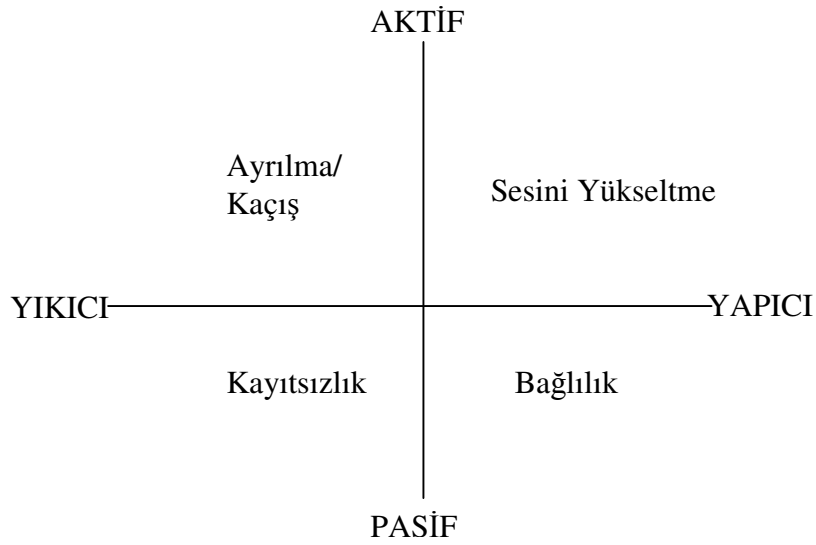 AKTİF
Ayrılma/
Kaçış
Sesini Yükseltme
YIKICI
YAPICI
Kayıtsızlık
Bağlılık
PASİF